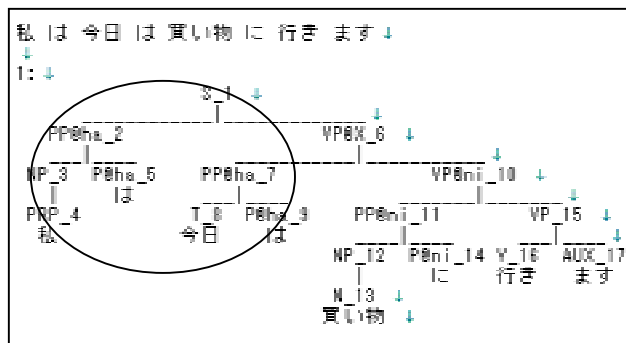 私 は 今日 は 買い物 に 行き ます ↓
↓
1: ↓
S_1 ↓
↓
PP@ha_2 VP@X_6 ↓
↓
NP_3 P@ha_5 PP@ha_7 VP@ni_10 ↓
は ↓
PRP_4 T_8 P@ha_9 PP@ni_11 VP_15 ↓
私 今日 は ↓
NP_12 P@ni_14 V_16 AUX_17
に 行き ます
N_13 ↓
買い物 ↓